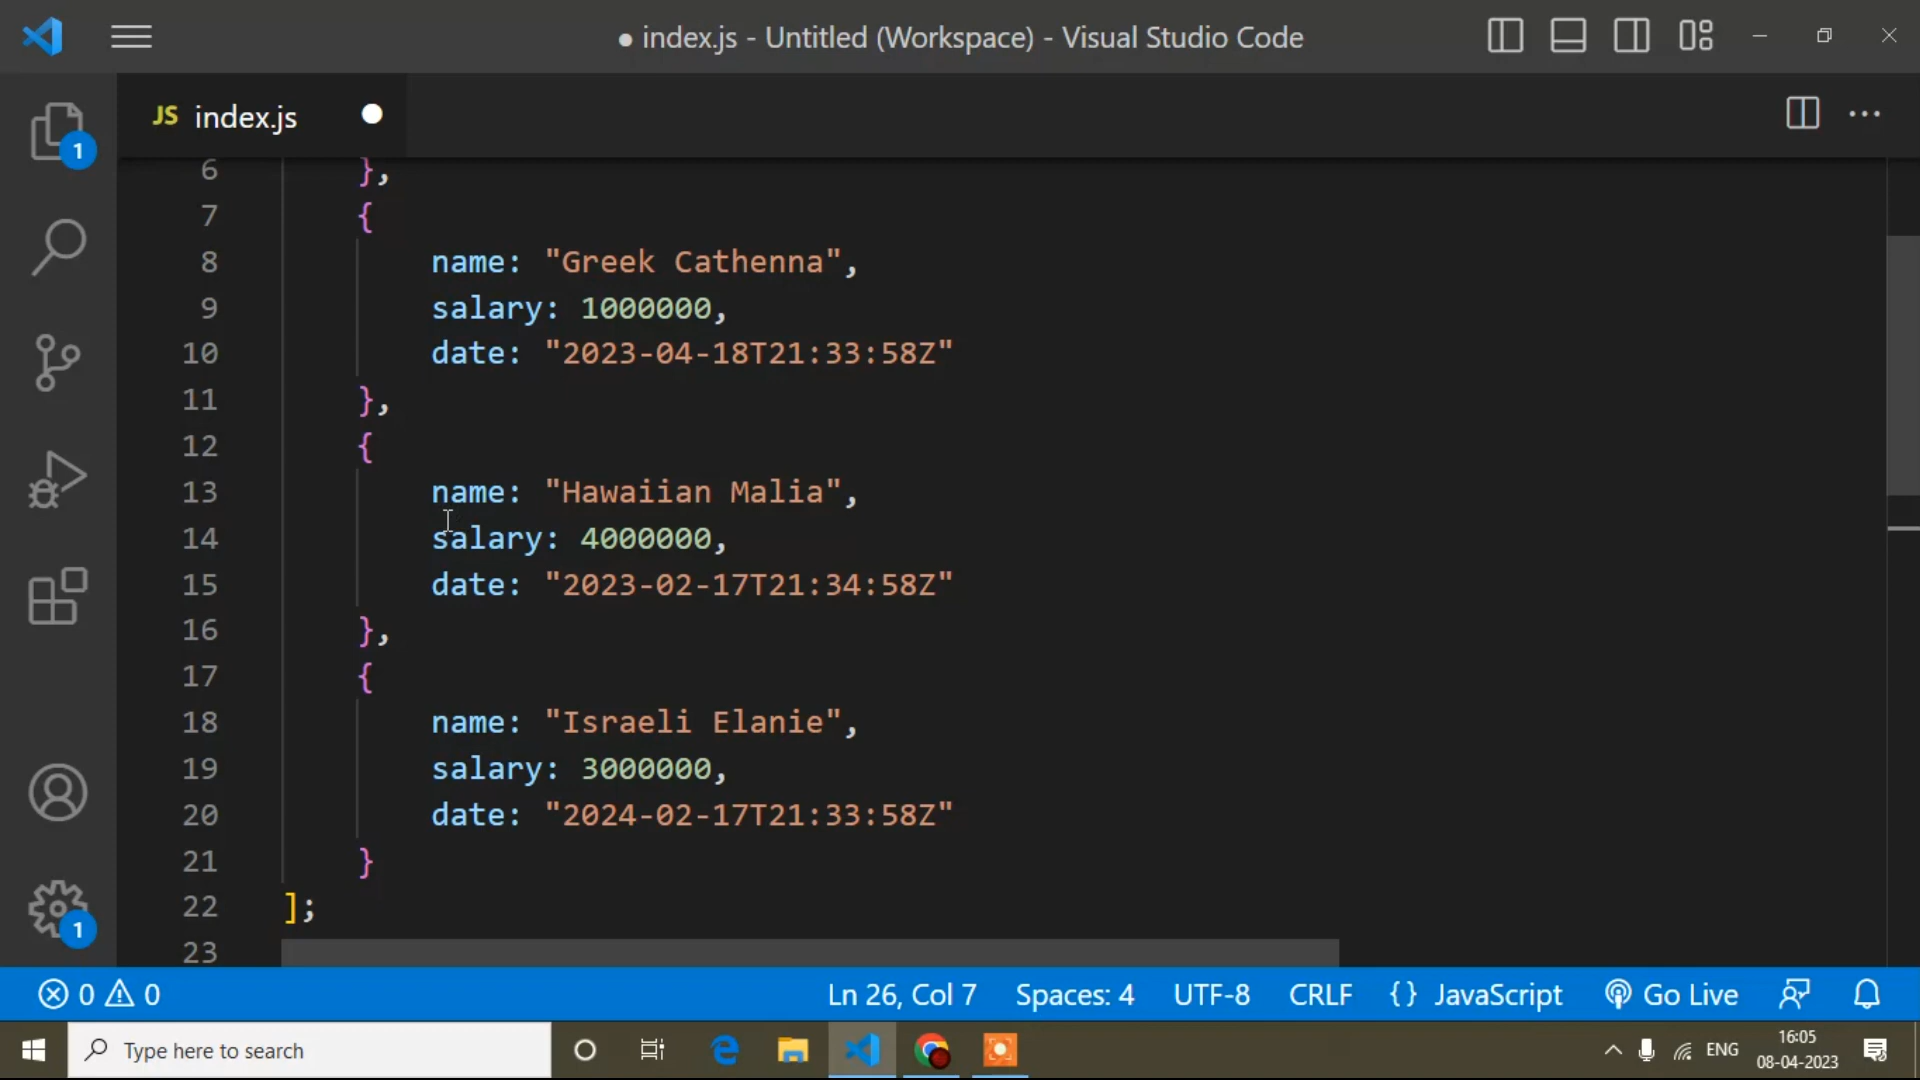 ● index.js - Untitled (Workspace) - Visual Studio Code
JS index.js
1
6 },
7 {
8 name: "Greek Cathenna",
9 salary: 1000000,
10 date: "2023-04-18T21:33:58Z"
11 },
12 {
13 name: "Hawaiian Malia",
14 salary: 4000000,
15 date: "2023-02-17T21:34:58Z"
16 },
17 {
18 name: "Israeli Elanie",
19 salary: 3000000,
20 date: "2024-02-17T21:33:58Z"
21 }
22 ];
23
1
0 0 Ln 26, Col 7 Spaces: 4 UTF-8 CRLF {} JavaScript Go Live
Type here to search ENG 16:05
08-04-2023